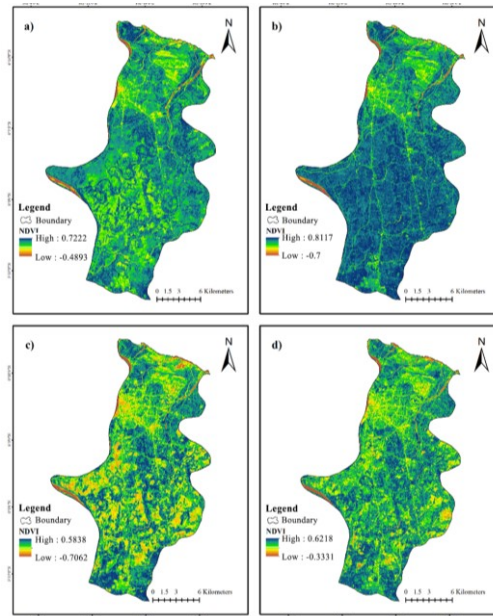 a)
N
Legend
Boundary
NDVI
High : 0.7222
Low : -0.4893
0 1.5 3 6 Kilometers
b)
N
Legend
Boundary
NDVI
High : 0.8117
Low : -0.7
0 1.5 3 6 Kilometers
c)
N
Legend
Boundary
NDVI
High : 0.5838
Low : -0.7062
0 1.5 3 6 Kilometers
d)
N
Legend
Boundary
NDVI
High : 0.6218
Low : -0.3331
0 1.5 3 6 Kilometers